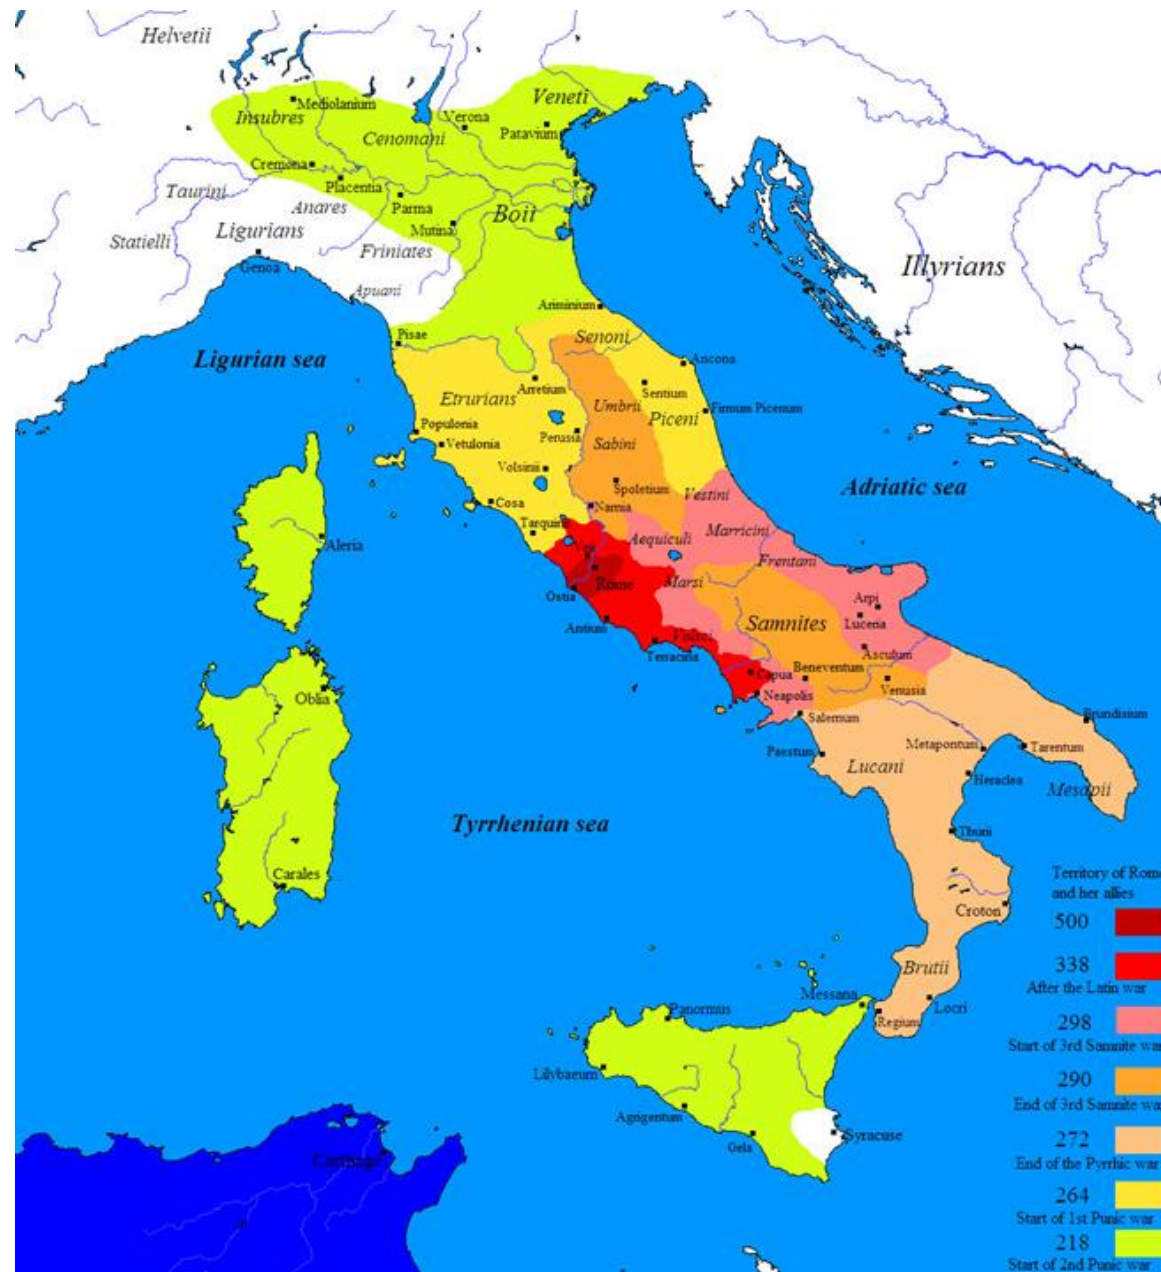 Helvetii
Mediolanium
Insubres
Veneti
Verona
Patavium
Cenomani
Cremona
Placentia
Taurini
Anares
Parma
Boii
Ligurians
Mutina
Statielli
Friniates
Genoa
Illyrians
Apuani
Ariminium
Pisae
Senoni
Ligurian sea
Ancona
Arretium
Sentium
Etrurians
Umbrii
Firmum Picenum
Piceni
Populonia
Perusia
Vetulonia
Sabini
Volsinii
Spoletium
Adriatic sea
Vestini
Cosa
Narnia
Tarquinii
Marricini
Aequiculi
Aleria
Frentani
Rome
Marsi
Ostia
Arpi
Luceria
Antium
Samnites
Volsci
Terracina
Asculum
Beneventum
Capua
Venusia
Neapolis
Oblia
Salernum
Brundisium
Paestum
Metapontum
Tarentum
Lucani
Heraclea
Mesapii
Tyrrhenian sea
Thurii
Carales
Territory of Rome
and her allies
Croton
500
338
Brutii
After the Latin war
Messana
Locri
Panormus
Regium
298
Start of 3rd Samnite war
Lilybaeum
290
End of 3rd Samnite war
Agrigentum
Syracuse
272
Gela
Carthage
End of the Pyrrhic war
264
Start of 1st Punic war
218
Start of 2nd Punic war